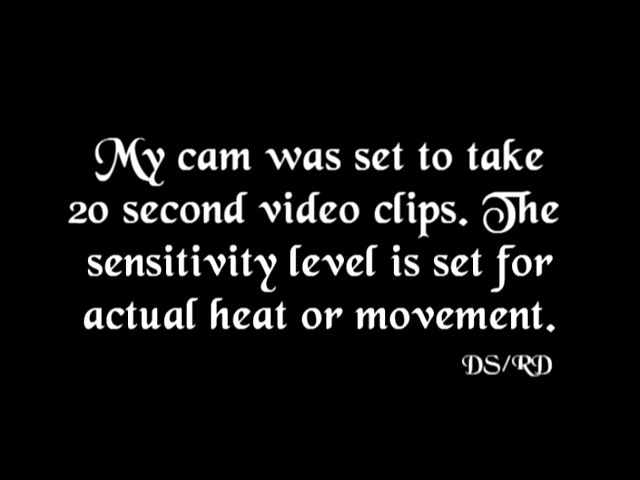 My cam was set to take
20 second video clips. The
sensitivity level is set for
actual heat or movement.
DS/RD